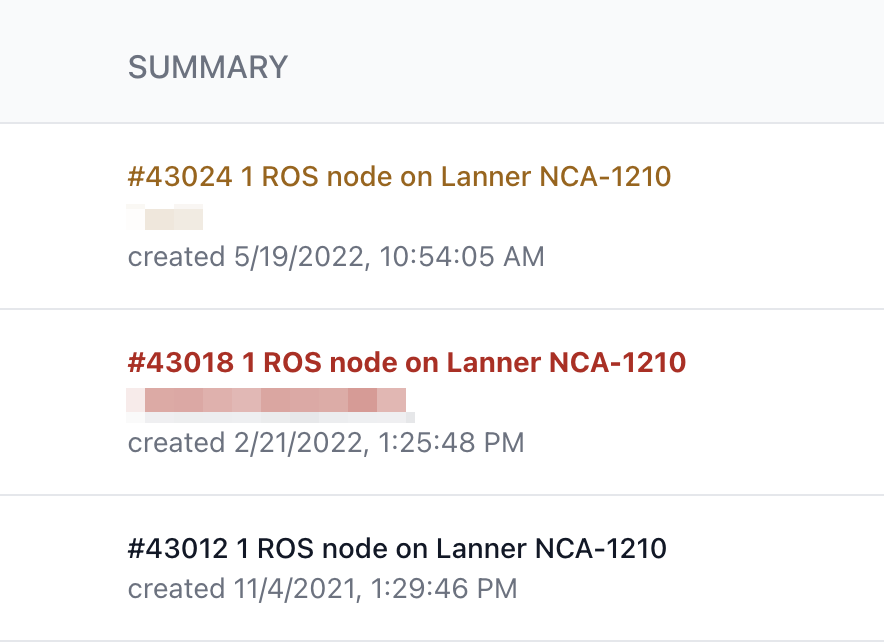 SUMMARY
#43024 1 ROS node on Lanner NCA-1210
created 5/19/2022, 10:54:05 AM
#43018 1 ROS node on Lanner NCA-1210
created 2/21/2022, 1:25:48 PM
#43012 1 ROS node on Lanner NCA-1210
created 11/4/2021, 1:29:46 PM